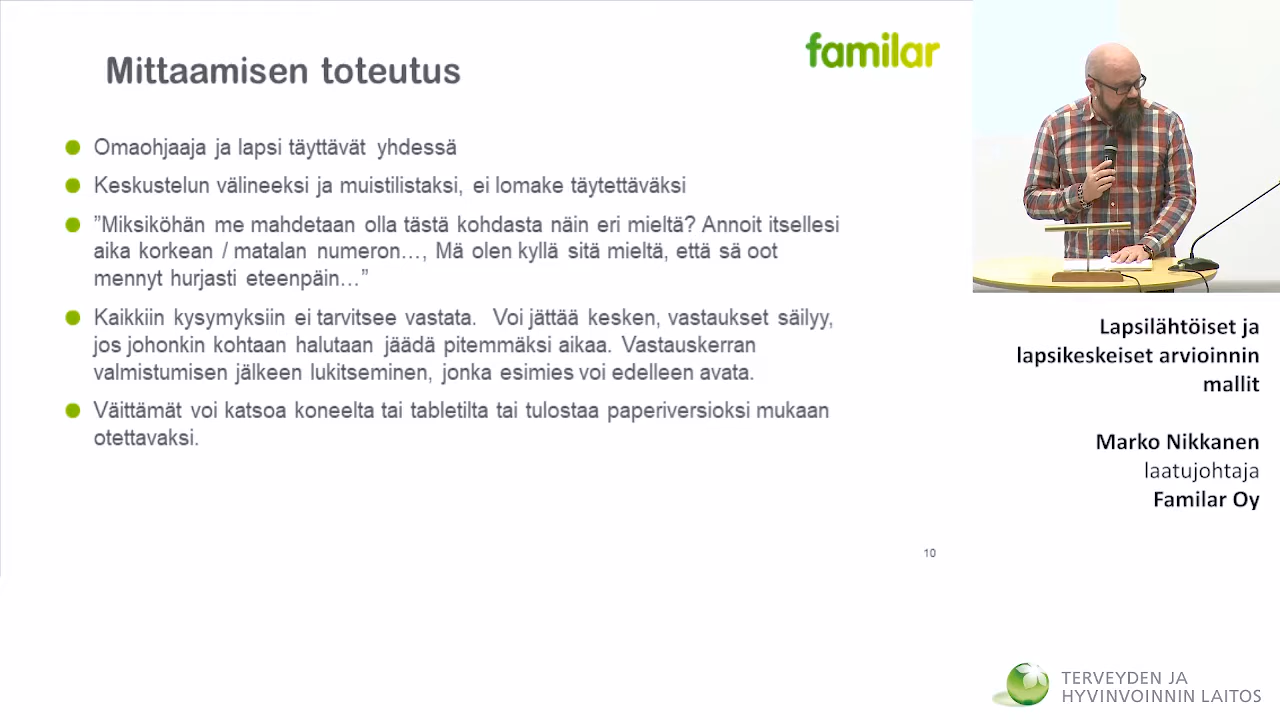 familar
Mittaamisen toteutus
Omaohjaaja ja lapsi täyttävät yhdessä
Keskustelun välineeksi ja muistilistaksi, ei lomake täytettäväksi
”Miksiköhän me mahdetaan olla tästä kohdasta näin eri mieltä? Annoit itsellesi
aika korkean / matalan numeron…, Mä olen kyllä sitä mieltä, että sä oot
mennyt hurjasti eteenpäin…”
Kaikkiin kysymyksiin ei tarvitsee vastata. Voi jättää kesken, vastaukset säilyy,
jos johonkin kohtaan halutaan jäädä pitemmäksi aikaa. Vastauskerran
valmistumisen jälkeen lukitseminen, jonka esimies voi edelleen avata.
Väittämät voi katsoa koneelta tai tabletilta tai tulostaa paperiversioksi mukaan
otettavaksi.
10
Lapsilähtöiset ja
lapsikeskeiset arvioinnin
mallit
Marko Nikkanen
laatujohtaja
Familar Oy
TERVEYDEN JA
HYVINVOINNIN LAITOS